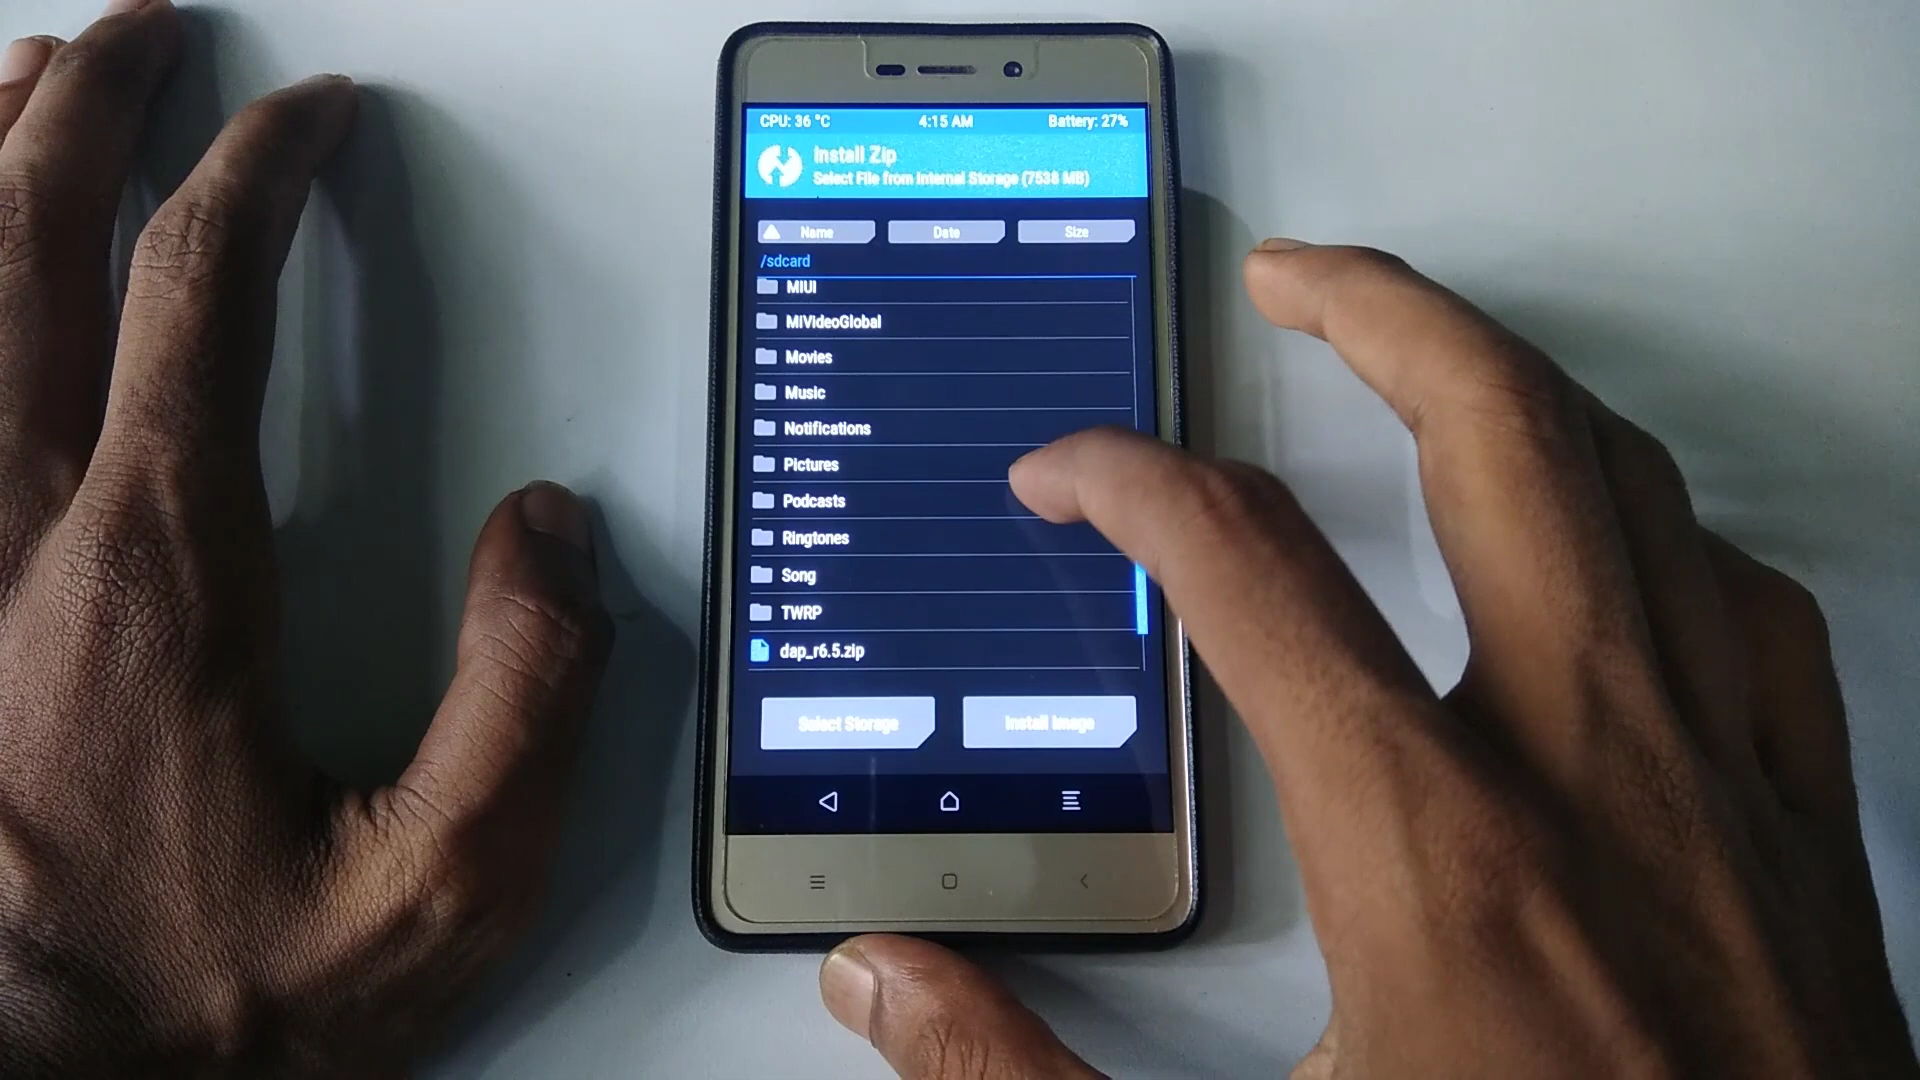 CPU: 36 °C 4:15 AM Battery: 27%
Install Zip
Select File from Internal Storage (7538 MB)
Name Date Size
/sdcard
MIUI
MiVideoGlobal
Movies
Music
Notifications
Pictures
Podcasts
Ringtones
Song
TWRP
dap_r6.5.zip
Select Storage Install Image